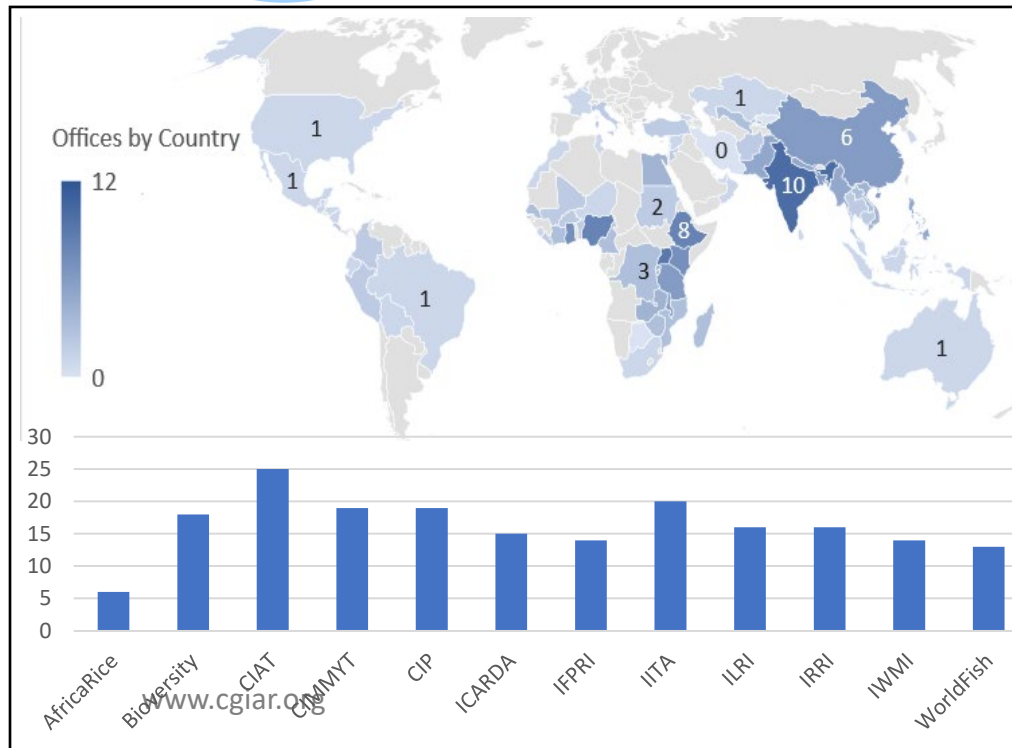 1
6
Offices by Country
1
0
12
1
10
2
8
3
1
1
0
30
25
20
15
10
5
0
AfricaRice
Bioversity
CIAT
CIMMYT
CIP
ICARDA
IFPRI
IITA
ILRI
IRRI
IWMI
WorldFish
www.cgiar.org